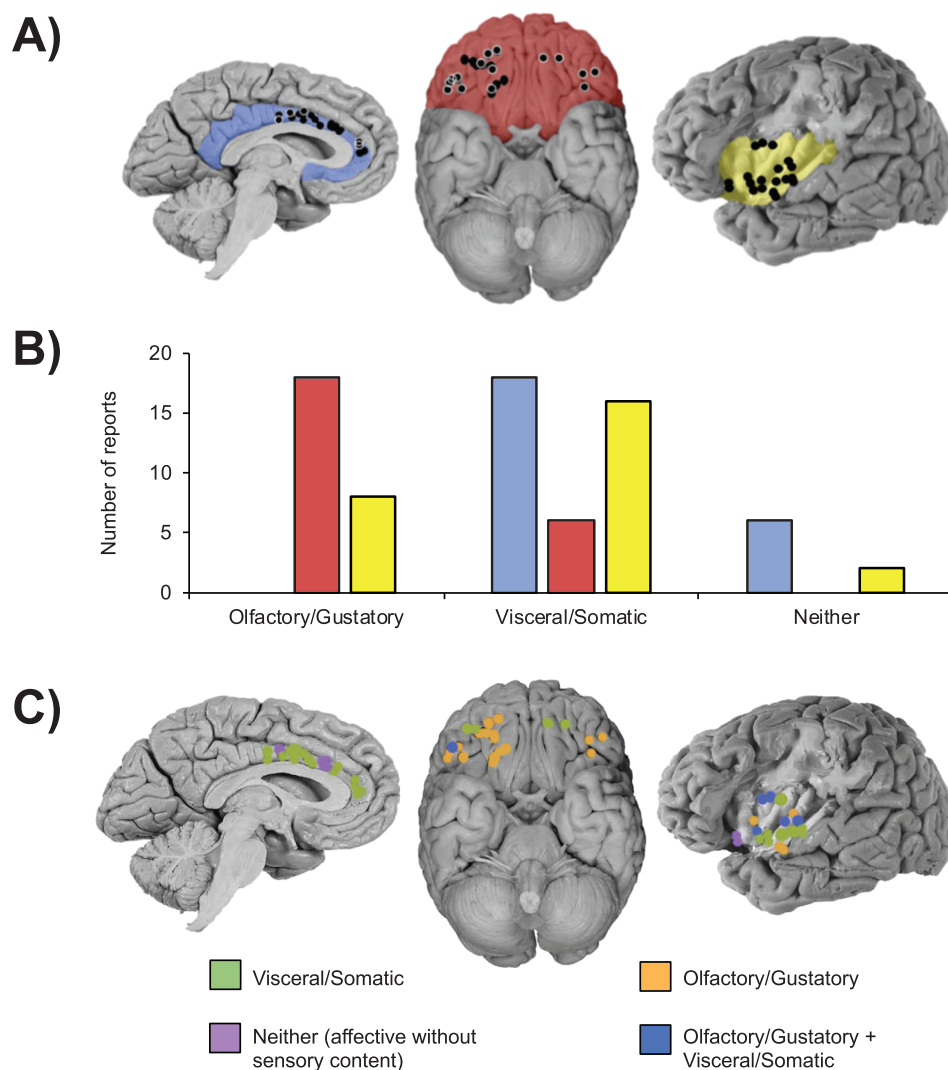 A)
B)
20
15
10
5
0
Number of reports
Olfactory/Gustatory
Visceral/Somatic
Neither
C)
Visceral/Somatic
Olfactory/Gustatory
Neither (affective without
sensory content)
Olfactory/Gustatory +
Visceral/Somatic